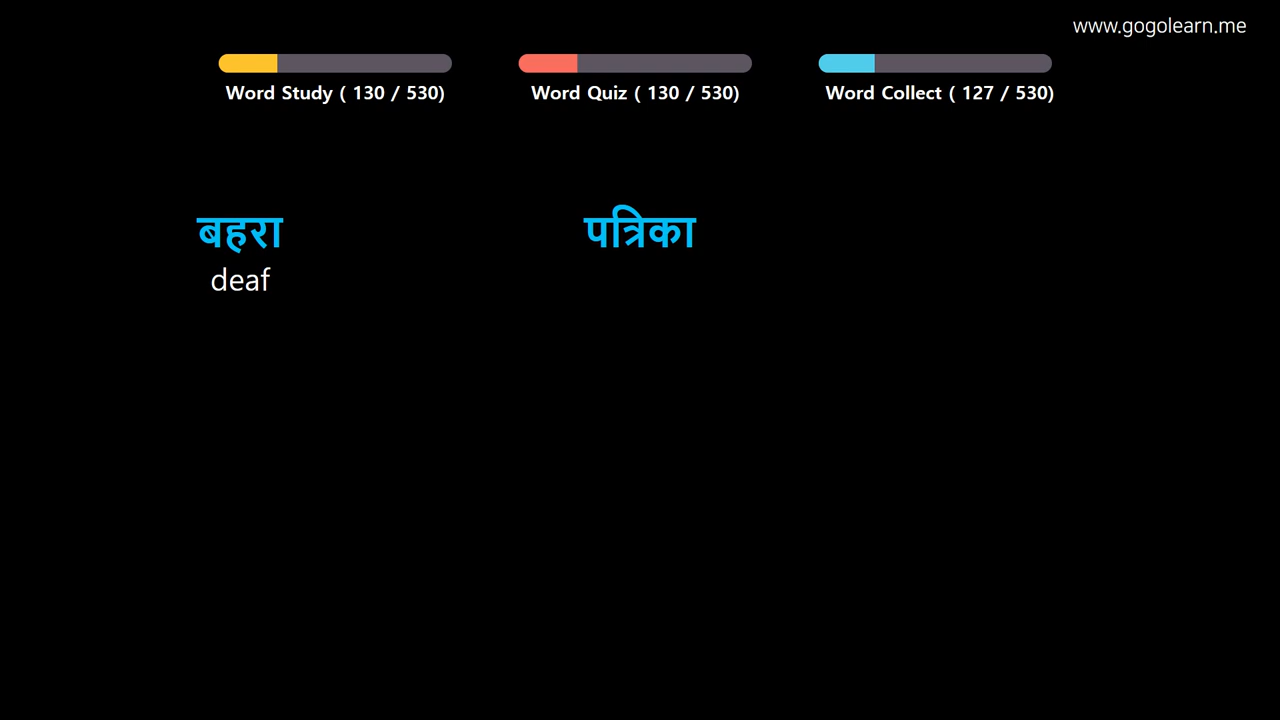 www.gogolearn.me
Word Study ( 130 / 530)
Word Quiz ( 130 / 530)
Word Collect ( 127 / 530)
बहरा
deaf
पत्रिका